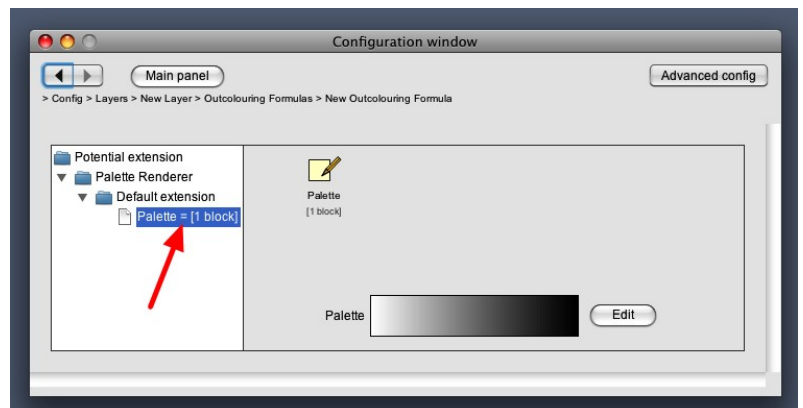 Configuration window
Main panel
Advanced config
> Config > Layers > New Layer > Outcolouring Formulas > New Outcolouring Formula
Potential extension
Palette Renderer
Default extension
Palette = [1 block]
Palette
[1 block]
Palette
Edit